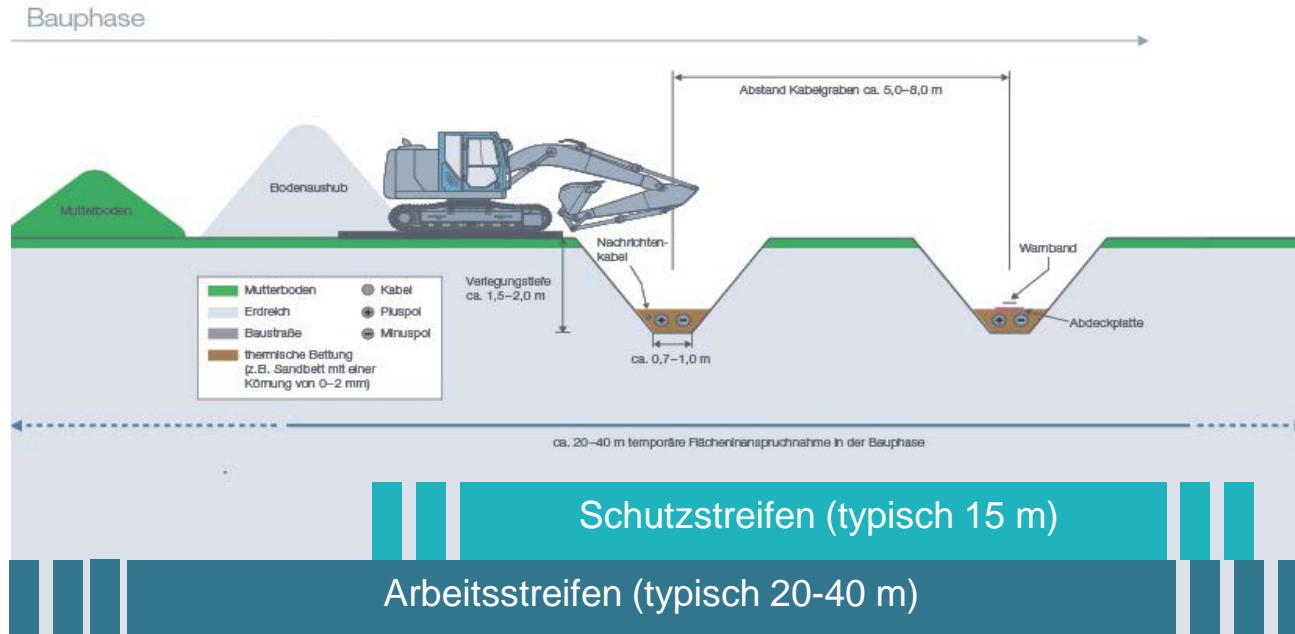 Bauphase
Abstand Kabelgraben ca. 5,0–8,0 m
Bodenaushub
Mutterboden
Nachrichten-
kabel
Warnband
Verlegungstiefe
ca. 1,5–2,0 m
Abdeckplatte
ca. 0,7–1,0 m
Mutterboden
Kabel
Erdreich
Pluspol
Baustraße
Minuspol
thermische Bettung
(z.B. Sandbett mit einer
Körnung von 0–2 mm)
ca. 20–40 m temporäre Flächeninanspruchnahme in der Bauphase
Schutzstreifen (typisch 15 m)
Arbeitsstreifen (typisch 20-40 m)